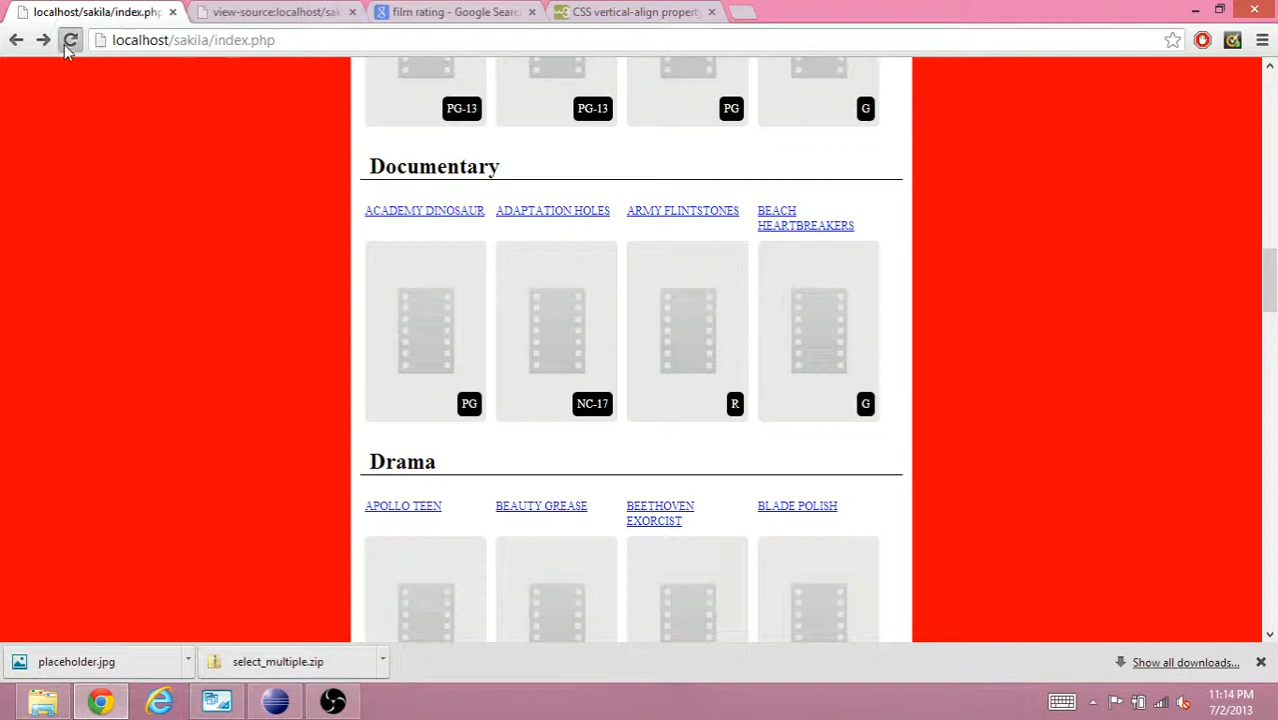 localhost/sakila/index.php
view-source:localhost/sak
film rating - Google Search
CSS vertical-align property
localhost/sakila/index.php
PG-13 PG-13 PG G
Documentary
ACADEMY DINOSAUR ADAPTATION HOLES ARMY FLINTSTONES BEACH
HEARTBREAKERS
PG NC-17 R G
Drama
APOLLO TEEN BEAUTY GREASE BEETHOVEN BLADE POLISH
EXORCIST
placeholder.jpg select_multiple.zip Show all downloads...
11:14 PM
7/2/2013